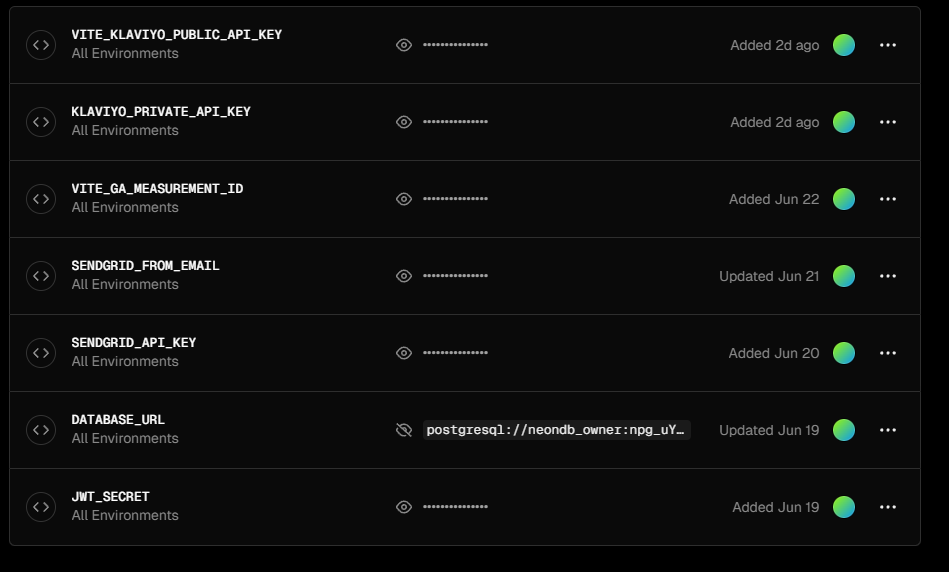 VITE_KLAVIYO_PUBLIC_API_KEY
All Environments
•••••••••••••••
Added 2d ago
KLAVIYO_PRIVATE_API_KEY
All Environments
•••••••••••••••
Added 2d ago
VITE_GA_MEASUREMENT_ID
All Environments
•••••••••••••••
Added Jun 22
SENDGRID_FROM_EMAIL
All Environments
•••••••••••••••
Updated Jun 21
SENDGRID_API_KEY
All Environments
•••••••••••••••
Added Jun 20
DATABASE_URL
All Environments
postgresql://neondb_owner:npg_uY…
Updated Jun 19
JWT_SECRET
All Environments
•••••••••••••••
Added Jun 19